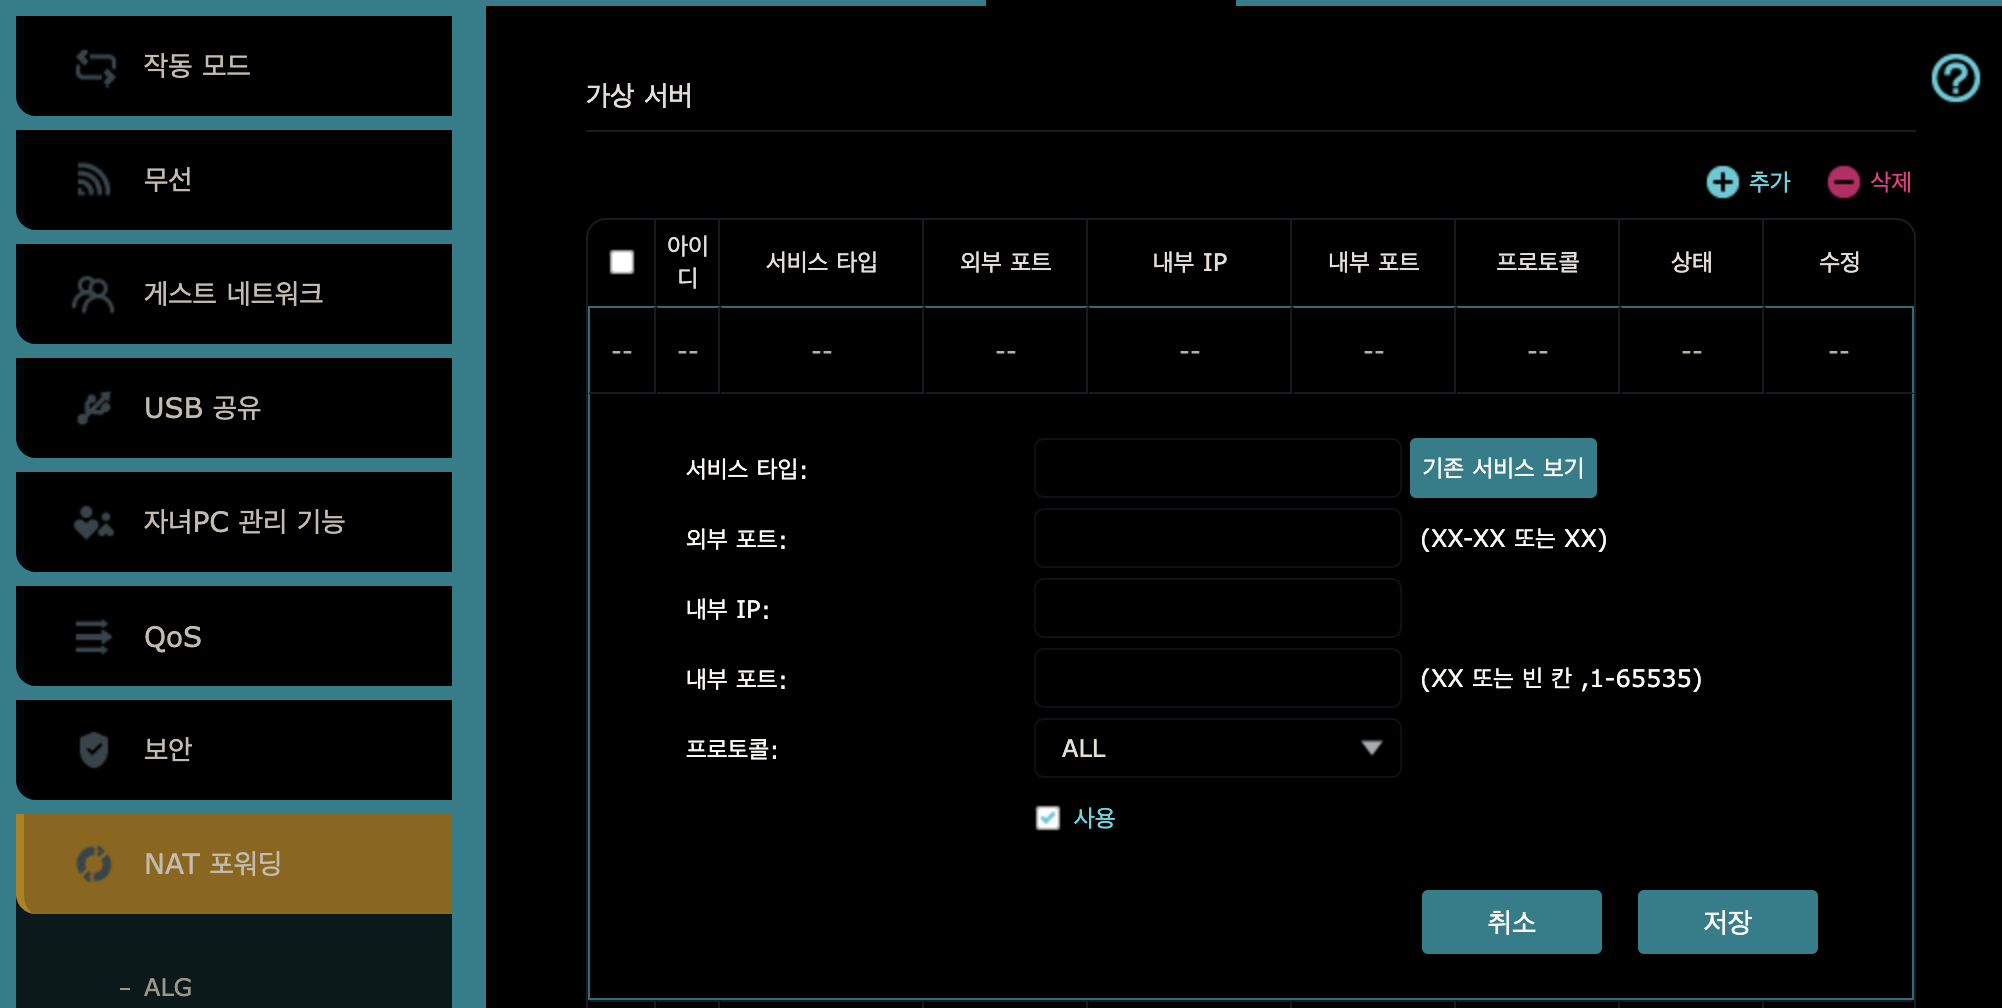 작동 모드
무선
게스트 네트워크
USB 공유
자녀PC 관리 기능
QoS
보안
NAT 포워딩
– ALG
가상 서버
추가 삭제
아이디 서비스 타입 외부 포트 내부 IP 내부 포트 프로토콜 상태 수정
-- -- -- -- -- -- -- -- --
서비스 타입: 기존 서비스 보기
외부 포트: (XX-XX 또는 XX)
내부 IP:
내부 포트: (XX 또는 빈 칸 ,1-65535)
프로토콜: ALL
사용
취소 저장